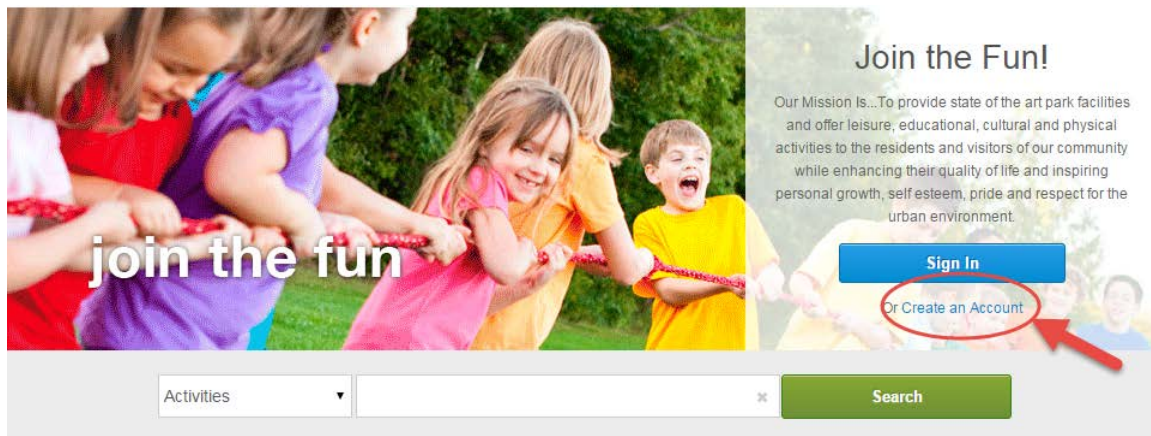 Join the Fun!
Our Mission Is...To provide state of the art park facilities
and offer leisure, educational, cultural and physical
activities to the residents and visitors of our community
while enhancing their quality of life and inspiring
personal growth, self esteem, pride and respect for the
urban environment.
join the fun
Sign In
Or Create an Account
Activities
Search